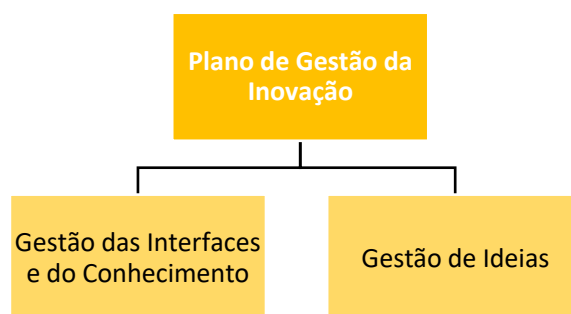 Plano de Gestão da
Inovação
Gestão das Interfaces
e do Conhecimento
Gestão de Ideias